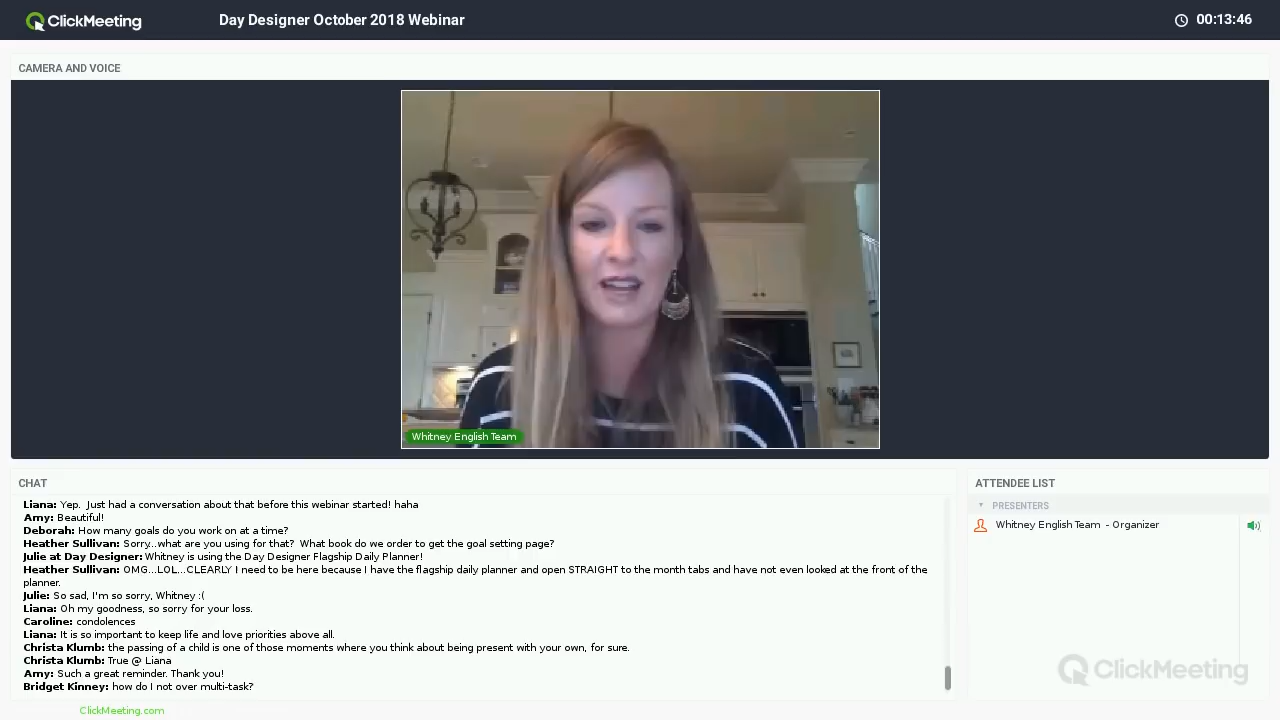 ClickMeeting
Day Designer October 2018 Webinar
00:13:46
CAMERA AND VOICE
Whitney English Team
CHAT
Liana: Yep. Just had a conversation about that before this webinar started! haha
Amy: Beautiful!
Deborah: How many goals do you work on at a time?
Heather Sullivan: Sorry...what are you using for that? What book do we order to get the goal setting page?
Julie at Day Designer: Whitney is using the Day Designer Flagship Daily Planner!
Heather Sullivan: OMG...LOL...CLEARLY I need to be here because I have the flagship daily planner and open STRAIGHT to the month tabs and have not even looked at the front of the
planner.
Julie: So sad, I'm so sorry, Whitney :(
Liana: Oh my goodness, so sorry for your loss.
Caroline: condolences
Liana: It is so important to keep life and love priorities above all.
Christa Klumb: the passing of a child is one of those moments where you think about being present with your own, for sure.
Christa Klumb: True @ Liana
Amy: Such a great reminder. Thank you!
Bridget Kinney: how do I not over multi-task?
ATTENDEE LIST
PRESENTERS
Whitney English Team - Organizer
ClickMeeting
ClickMeeting.com